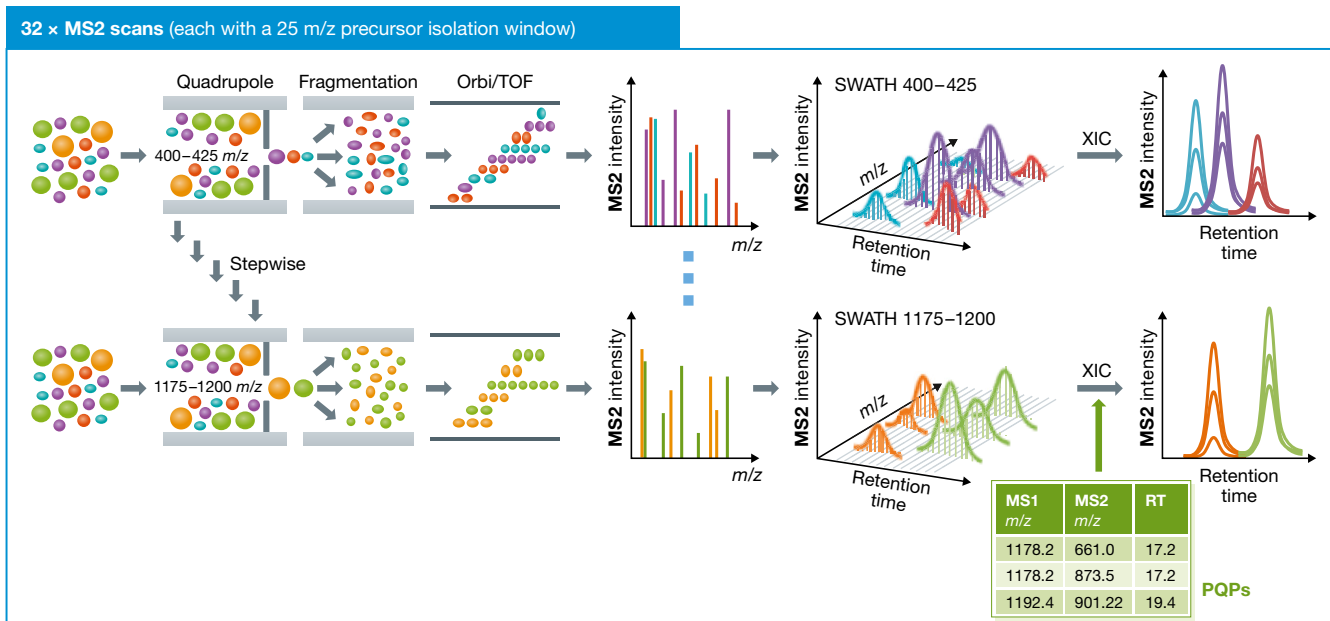 32 × MS2 scans (each with a 25 m/z precursor isolation window)
Quadrupole
Fragmentation
Orbi/TOF
400–425 m/z
MS2 intensity
m/z
SWATH 400–425
MS2 intensity
m/z
Retention
time
XIC
MS2 intensity
Retention
time
Stepwise
1175–1200 m/z
MS2 intensity
m/z
SWATH 1175–1200
MS2 intensity
m/z
Retention
time
XIC
MS2 intensity
Retention
time
MS1 MS2 RT
m/z m/z
1178.2 661.0 17.2
1178.2 873.5 17.2
1192.4 901.22 19.4
PQPs